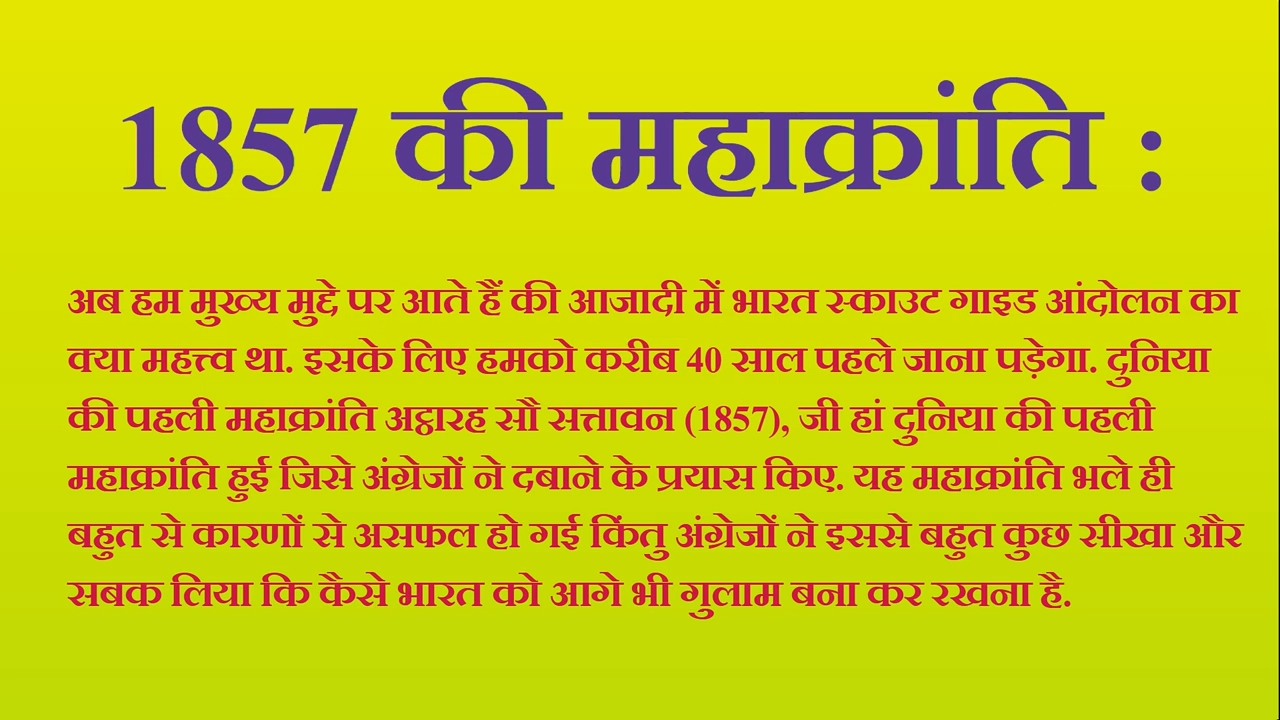 1857 की महाक्रांति :
अब हम मुख्य मुद्दे पर आते हैं की आजादी में भारत स्काउट गाइड आंदोलन का
क्या महत्त्व था. इसके लिए हमको करीब 40 साल पहले जाना पड़ेगा. दुनिया
की पहली महाक्रांति अट्ठारह सौ सत्तावन (1857), जी हां दुनिया की पहली
महाक्रांति हुई जिसे अंग्रेजों ने दबाने के प्रयास किए. यह महाक्रांति भले ही
बहुत से कारणों से असफल हो गई किंतु अंग्रेजों ने इससे बहुत कुछ सीखा और
सबक लिया कि कैसे भारत को आगे भी गुलाम बना कर रखना है.